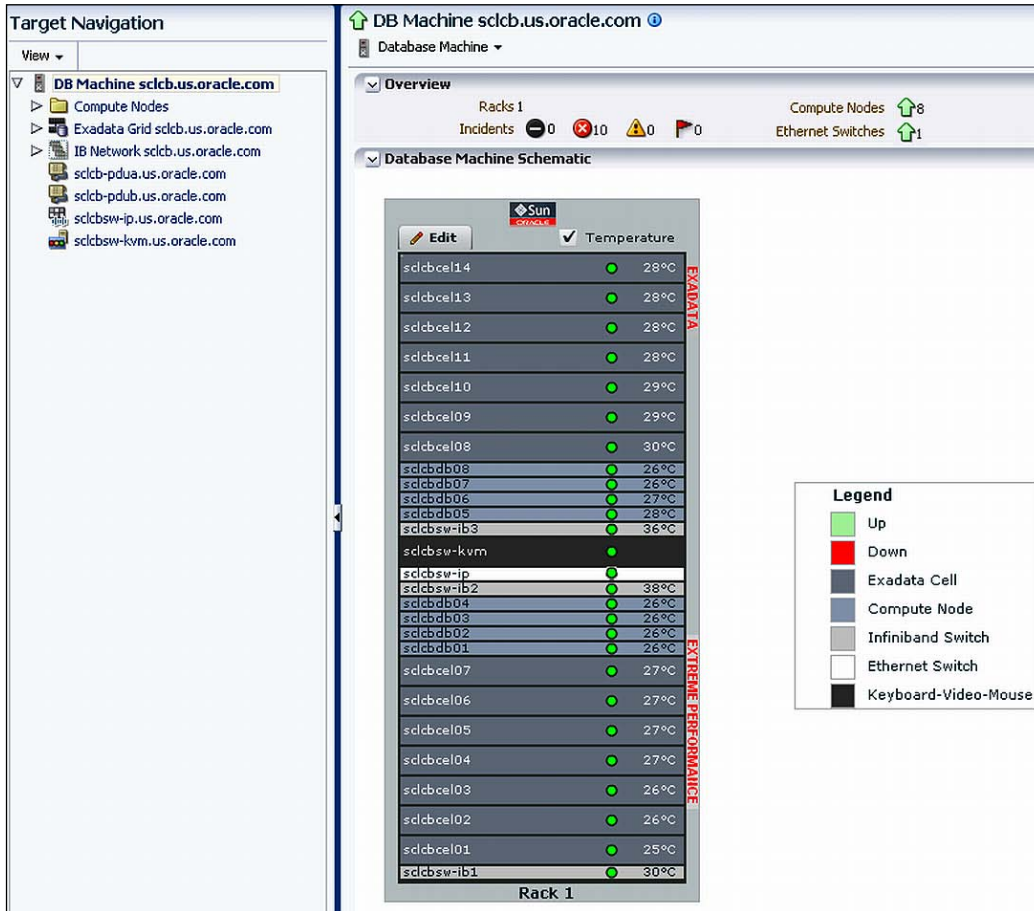 Target Navigation
View
DB Machine sclcb.us.oracle.com
Compute Nodes
Exadata Grid sclcb.us.oracle.com
IB Network sclcb.us.oracle.com
sclcb-pdua.us.oracle.com
sclcb-pdub.us.oracle.com
sclcbsw-ip.us.oracle.com
sclcbsw-kvm.us.oracle.com
DB Machine sclcb.us.oracle.com
Database Machine
Overview
Racks 1
Compute Nodes 8
Incidents 0 10 0 0
Ethernet Switches 1
Database Machine Schematic
Sun
ORACLE
Edit
Temperature
sclcbcel14 28°C
sclcbcel13 28°C
sclcbcel12 28°C
sclcbcel11 28°C
sclcbcel10 29°C
sclcbcel09 29°C
sclcbcel08 30°C
sclcbdb08 26°C
sclcbdb07 26°C
sclcbdb06 27°C
sclcbdb05 28°C
sclcbsw-ib3 36°C
sclcbsw-kvm
sclcbsw-ip
sclcbsw-ib2 38°C
sclcbdb04 26°C
sclcbdb03 26°C
sclcbdb02 26°C
sclcbdb01 26°C
sclcbcel07 27°C
sclcbcel06 27°C
sclcbcel05 27°C
sclcbcel04 27°C
sclcbcel03 26°C
sclcbcel02 26°C
sclcbcel01 25°C
sclcbsw-ib1 30°C
Rack 1
EXADATA
EXTREME PERFORMANCE
Legend
Up
Down
Exadata Cell
Compute Node
Infiniband Switch
Ethernet Switch
Keyboard-Video-Mouse